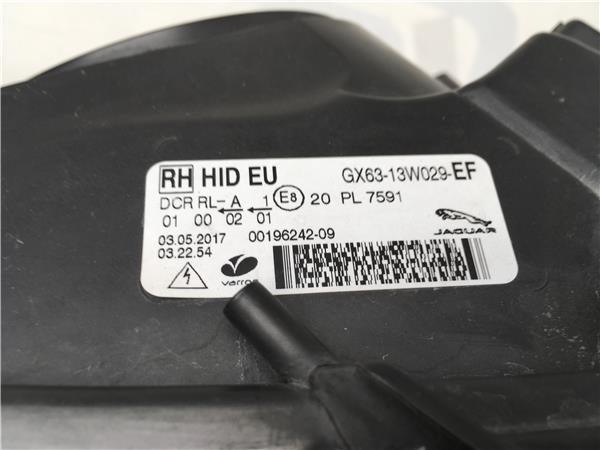 RH HID EU GX63-13W029-EF
DCR RL-A 1 E8 20 PL 7591
01 00 02 01
03.05.2017 00196242-09
03.22.54
JAGUAR